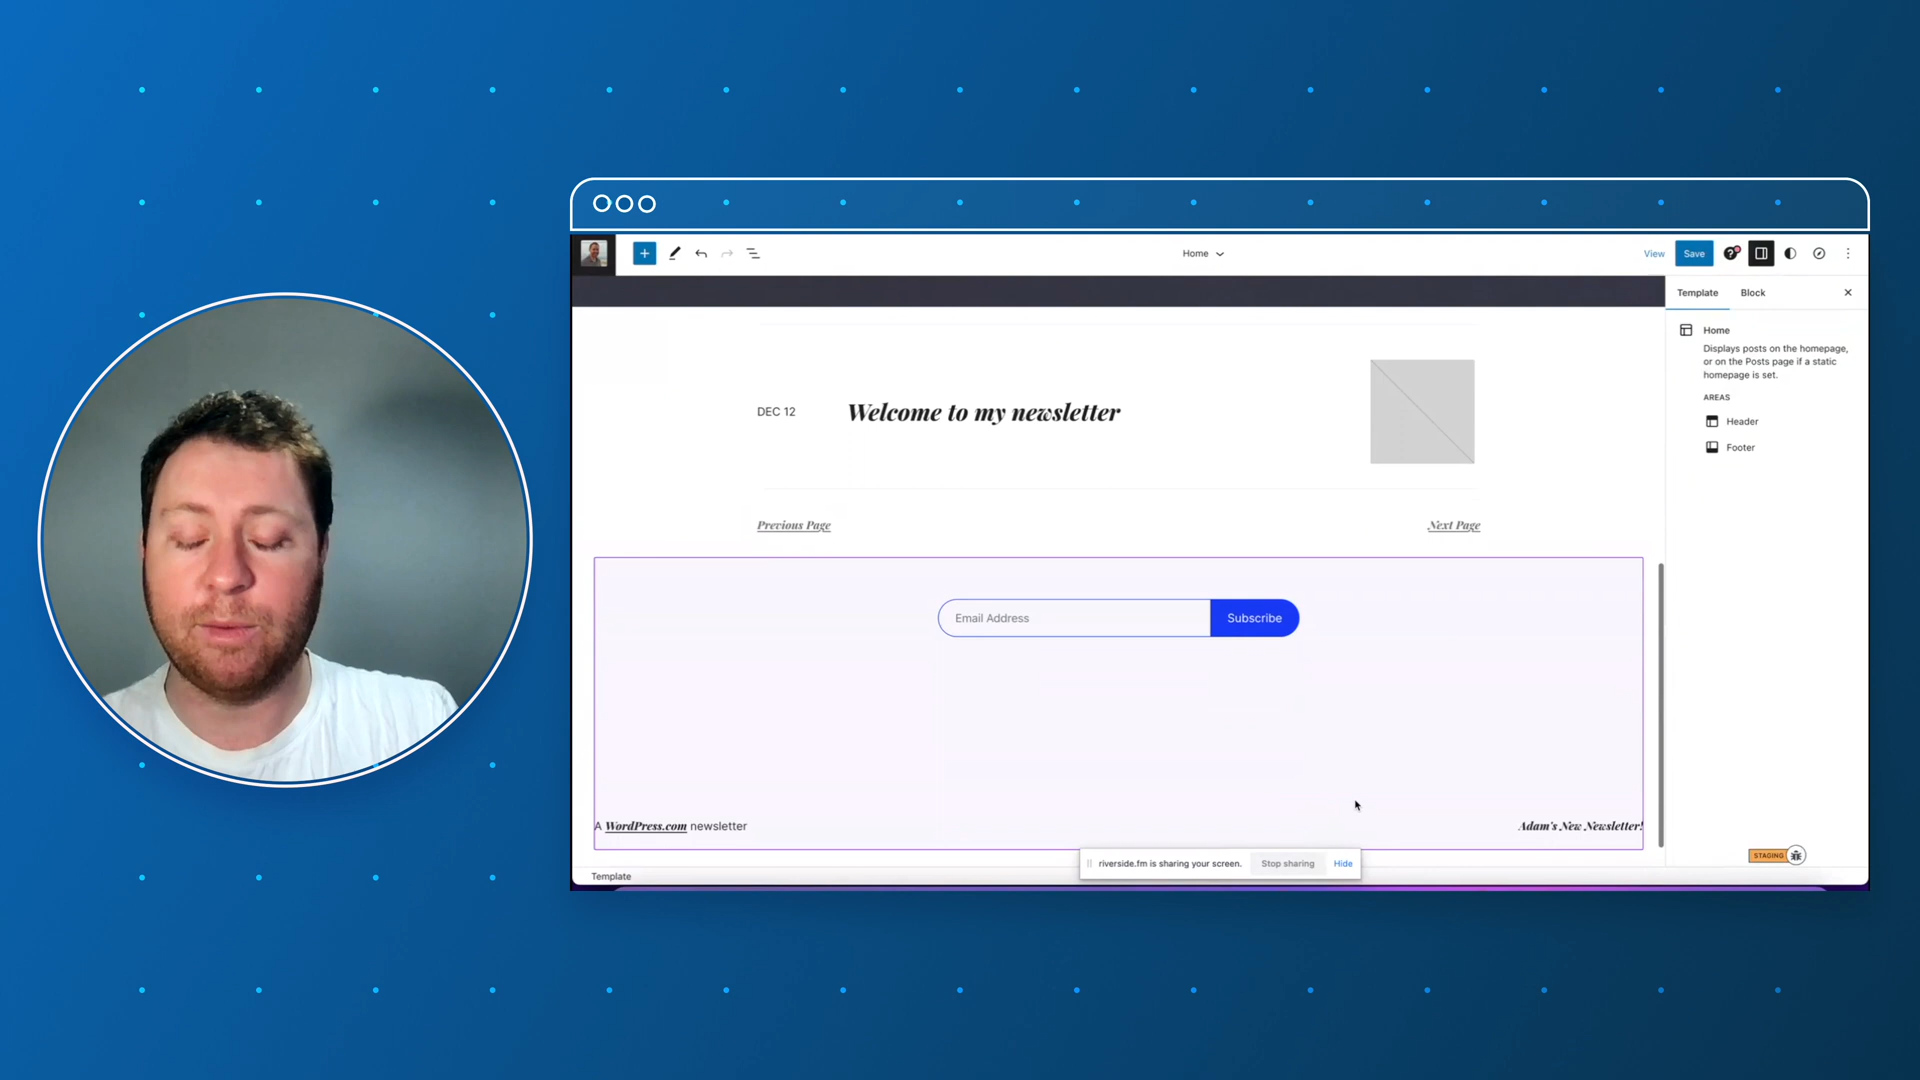 Home
View
Save
Template
Block
Home
Displays posts on the homepage,
or on the Posts page if a static
homepage is set.
AREAS
Header
Footer
DEC 12
Welcome to my newsletter
Previous Page
Next Page
Email Address
Subscribe
A WordPress.com newsletter
Adam's New Newsletter!
STAGING
riverside.fm is sharing your screen.
Stop sharing
Hide
Template